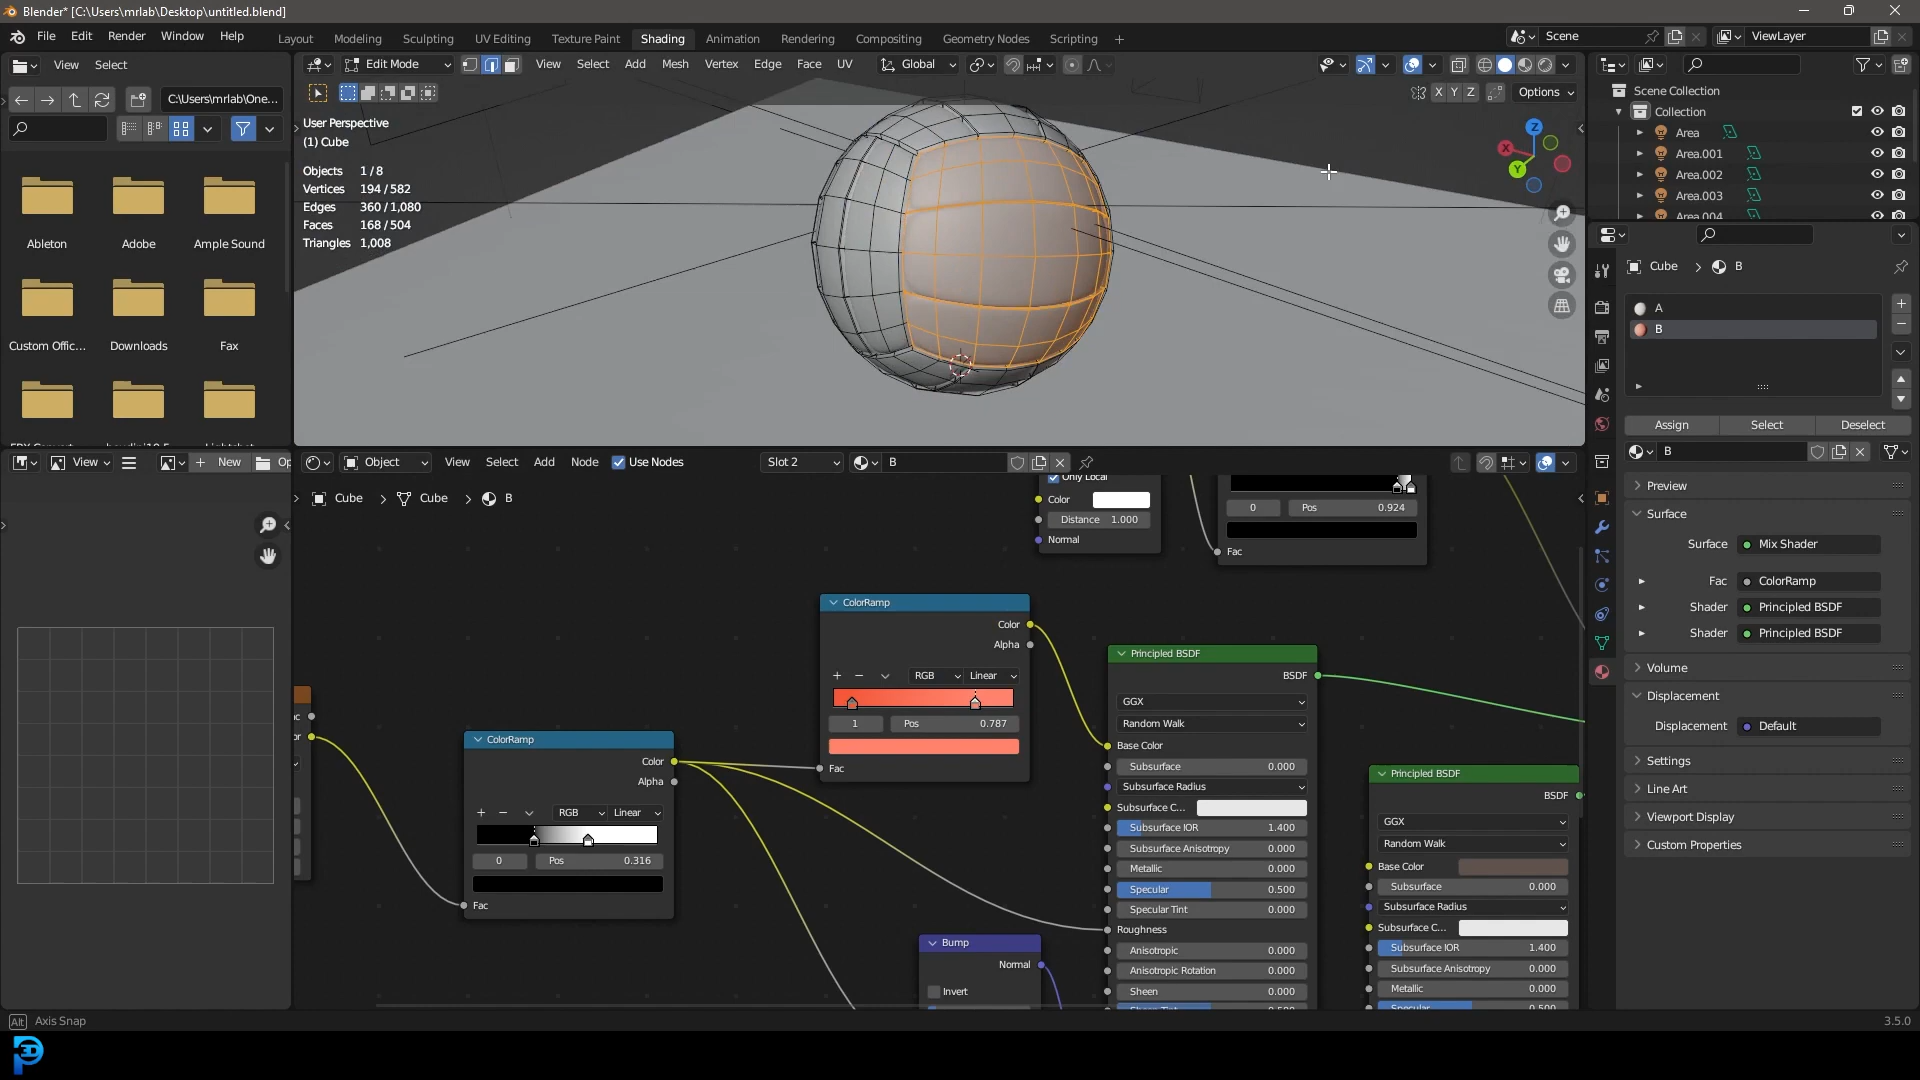 Blender* [C:\Users\mrlab\Desktop\untitled.blend]
File Edit Render Window Help
Layout Modeling Sculpting UV Editing Texture Paint Shading Animation Rendering Compositing Geometry Nodes Scripting +
Scene
ViewLayer
View Select
C:\Users\mrlab\One...
Ableton Adobe Ample Sound
Custom Offic... Downloads Fax
Edit Mode View Select Add Mesh Vertex Edge Face UV Global
X Y Z Options
User Perspective
(1) Cube
Objects 1/8
Vertices 194/582
Edges 360/1,080
Faces 168/504
Triangles 1,008
Z
X
Y
Scene Collection
Collection
Area
Area.001
Area.002
Area.003
Area.004
Cube > B
A
B
Assign Select Deselect
B
Preview
Surface
Surface Mix Shader
Fac ColorRamp
Shader Principled BSDF
Shader Principled BSDF
Volume
Displacement
Displacement Default
Settings
Line Art
Viewport Display
Custom Properties
View + New Op
Object View Select Add Node Use Nodes Slot 2 B
Cube > Cube > B
Only Local
Color
Distance 1.000
Normal
0 Pos 0.924
Fac
ColorRamp
Color
Alpha
+ − RGB Linear
1 Pos 0.787
Fac
ColorRamp
Color
Alpha
+ − RGB Linear
0 Pos 0.316
Fac
Bump
Normal
Invert
Principled BSDF
BSDF
GGX
Random Walk
Base Color
Subsurface 0.000
Subsurface Radius
Subsurface C...
Subsurface IOR 1.400
Subsurface Anisotropy 0.000
Metallic 0.000
Specular 0.500
Specular Tint 0.000
Roughness
Anisotropic 0.000
Anisotropic Rotation 0.000
Sheen 0.000
Principled BSDF
BSDF
GGX
Random Walk
Base Color
Subsurface 0.000
Subsurface Radius
Subsurface C...
Subsurface IOR 1.400
Subsurface Anisotropy 0.000
Metallic 0.000
Specular 0.500
Alt Axis Snap
3.5.0